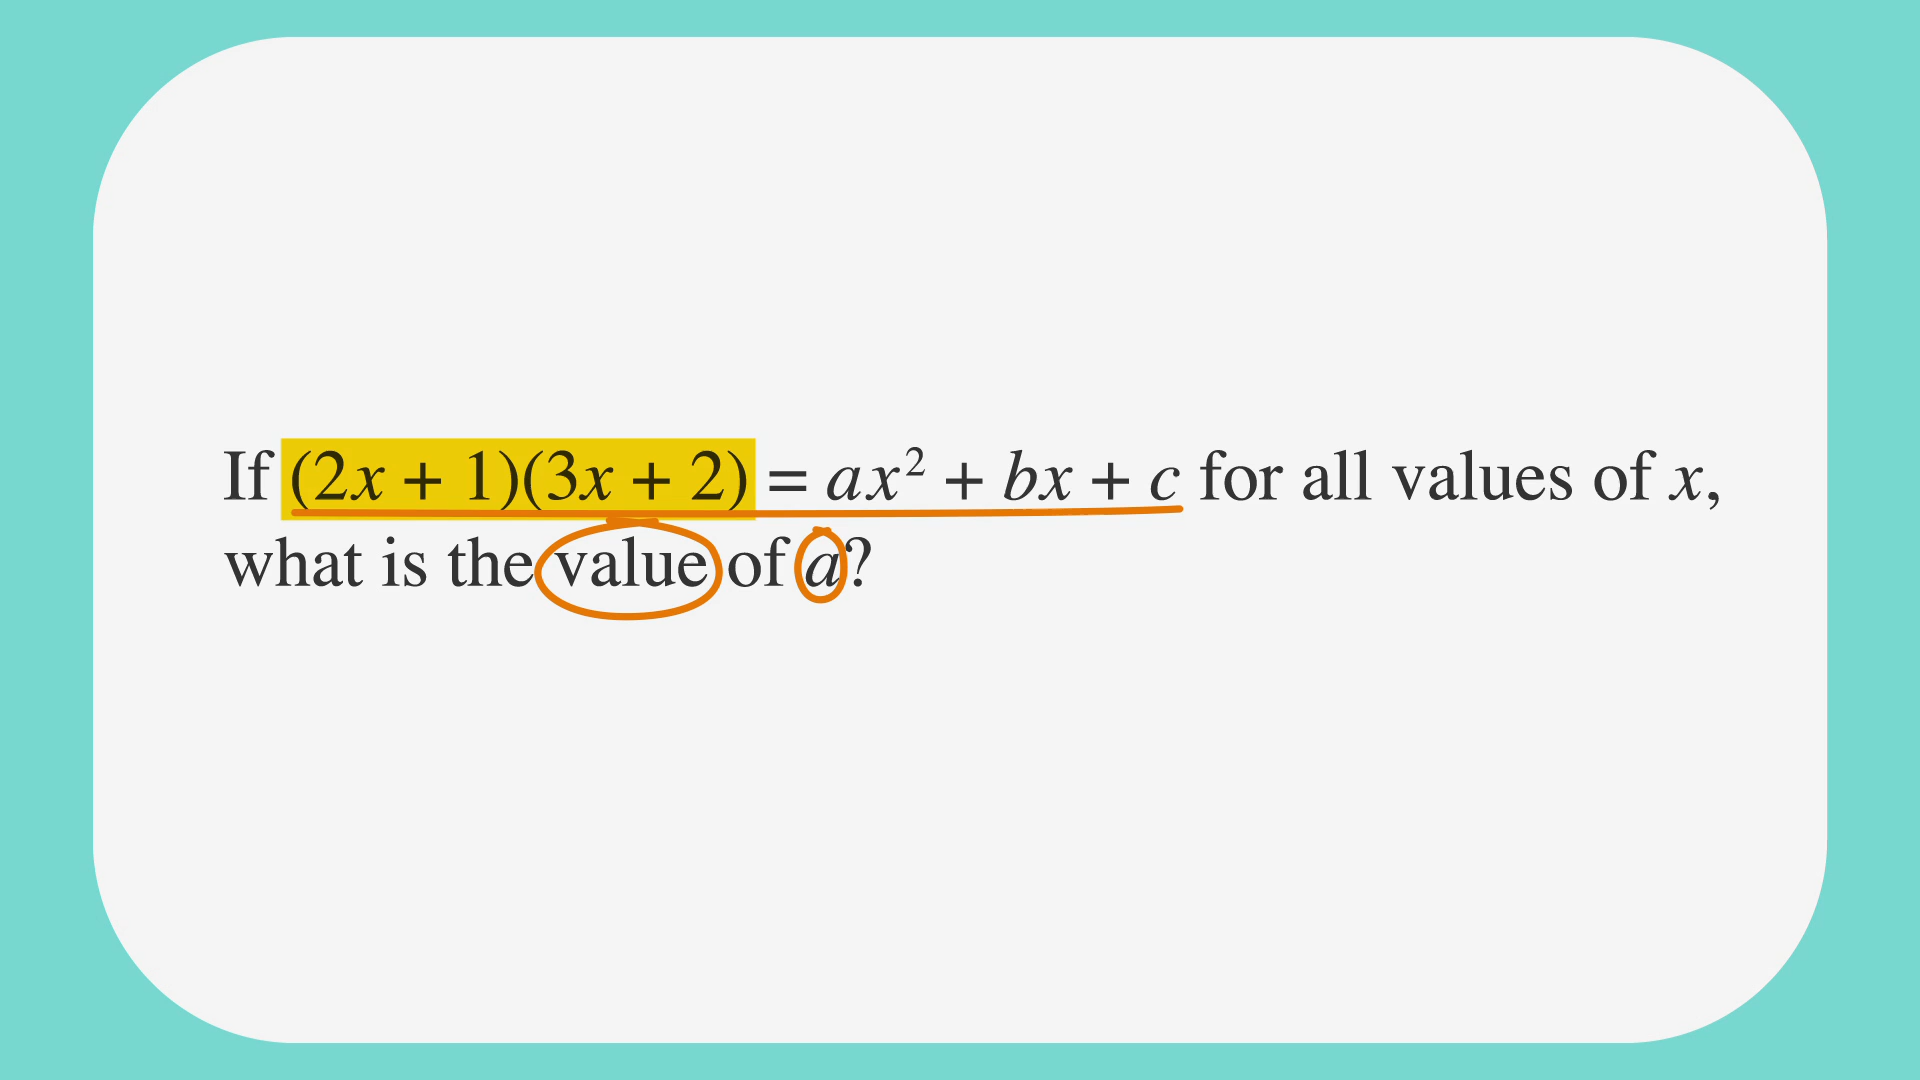 If (2x + 1)(3x + 2) = ax² + bx + c for all values of x,
what is the value of a?